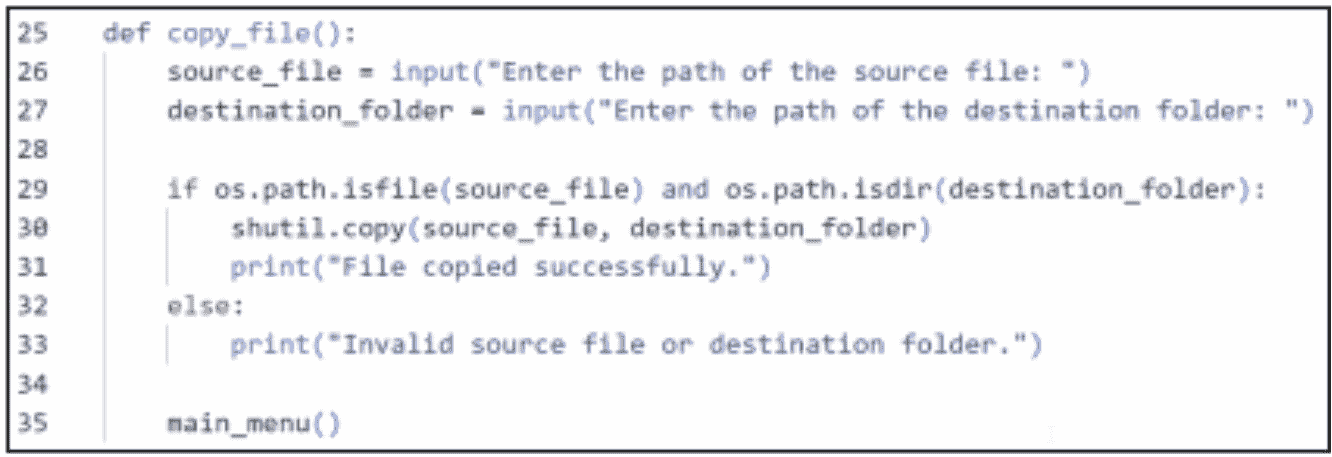 25    def copy_file():
26        source_file = input("Enter the path of the source file: ")
27        destination_folder = input("Enter the path of the destination folder: ")
28
29        if os.path.isfile(source_file) and os.path.isdir(destination_folder):
30            shutil.copy(source_file, destination_folder)
31            print("File copied successfully.")
32        else:
33            print("Invalid source file or destination folder.")
34
35        main_menu()